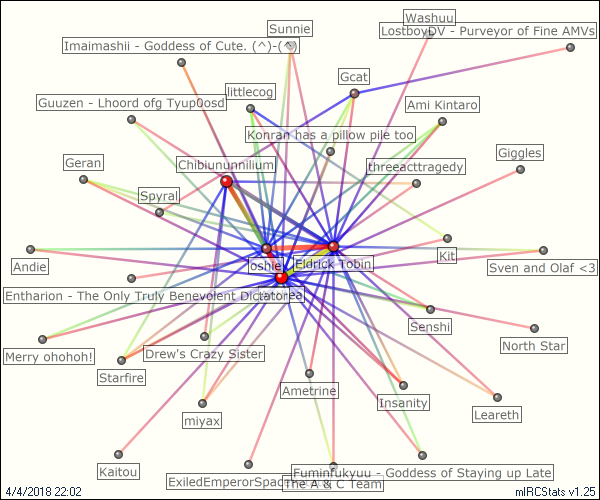 Washuu
Sunnie
LostboyDV - Purveyor of Fine AMVs
Imaimashii - Goddess of Cute. (^)-(^)
Gcat
littlecog
Guuzen - Lhoord ofg Tyup0osd
Ami Kintaro
Konran has a pillow pile too
Giggles
Geran
Chibiununnilium
threeacttragedy
Spyral
Andie
oshie
Eldrick Tobin
Kit
Sven and Olaf <3
Entharion - The Only Truly Benevolent Dictator
Senshi
North Star
Merry ohohoh!
Drew's Crazy Sister
Starfire
Ametrine
Insanity
Leareth
miyax
Kaitou
Fuminfukyuu - Goddess of Staying up Late
The A & C Team
4/4/2018 22:02
mIRCStats v1.25